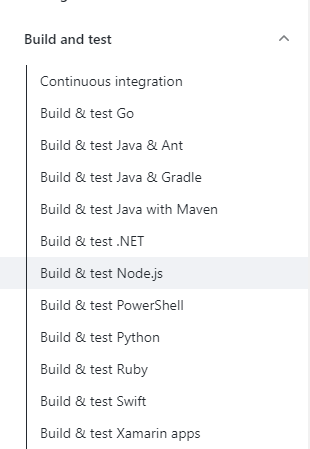 Build and test
Continuous integration
Build & test Go
Build & test Java & Ant
Build & test Java & Gradle
Build & test Java with Maven
Build & test .NET
Build & test Node.js
Build & test PowerShell
Build & test Python
Build & test Ruby
Build & test Swift
Build & test Xamarin apps